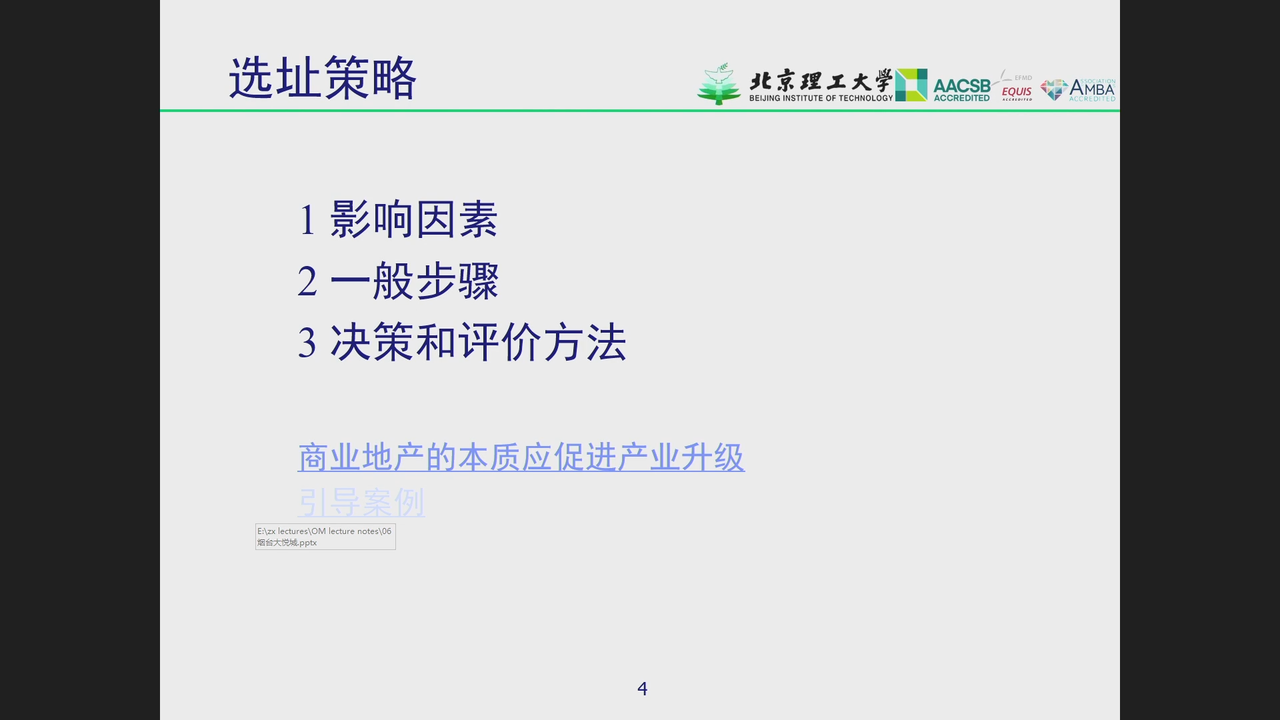 选址策略
北京理工大学
BEIJING INSTITUTE OF TECHNOLOGY
AACSB
ACCREDITED
EFMD
EQUIS
ACCREDITED
ASSOCIATION
AMBA
ACCREDITED
1 影响因素
2 一般步骤
3 决策和评价方法
商业地产的本质应促进产业升级
引导案例
E:\zx lectures\OM lecture notes\06
烟台大悦城.pptx
4